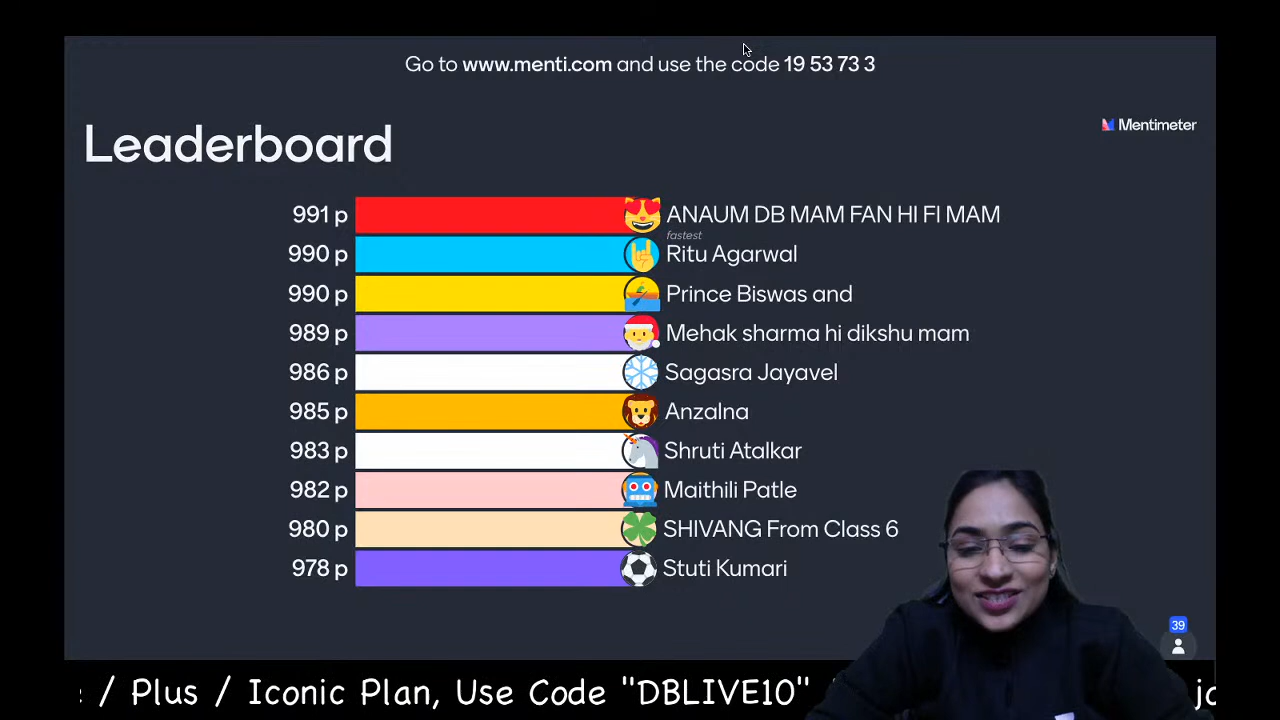 Go to www.menti.com and use the code 19 53 73 3
Mentimeter
Leaderboard
991 p ANAUM DB MAM FAN HI FI MAM
fastest
990 p Ritu Agarwal
990 p Prince Biswas and
989 p Mehak sharma hi dikshu mam
986 p Sagasra Jayavel
985 p Anzalna
983 p Shruti Atalkar
982 p Maithili Patle
980 p SHIVANG From Class 6
978 p Stuti Kumari
39
/ Plus / Iconic Plan, Use Code "DBLIVE10"